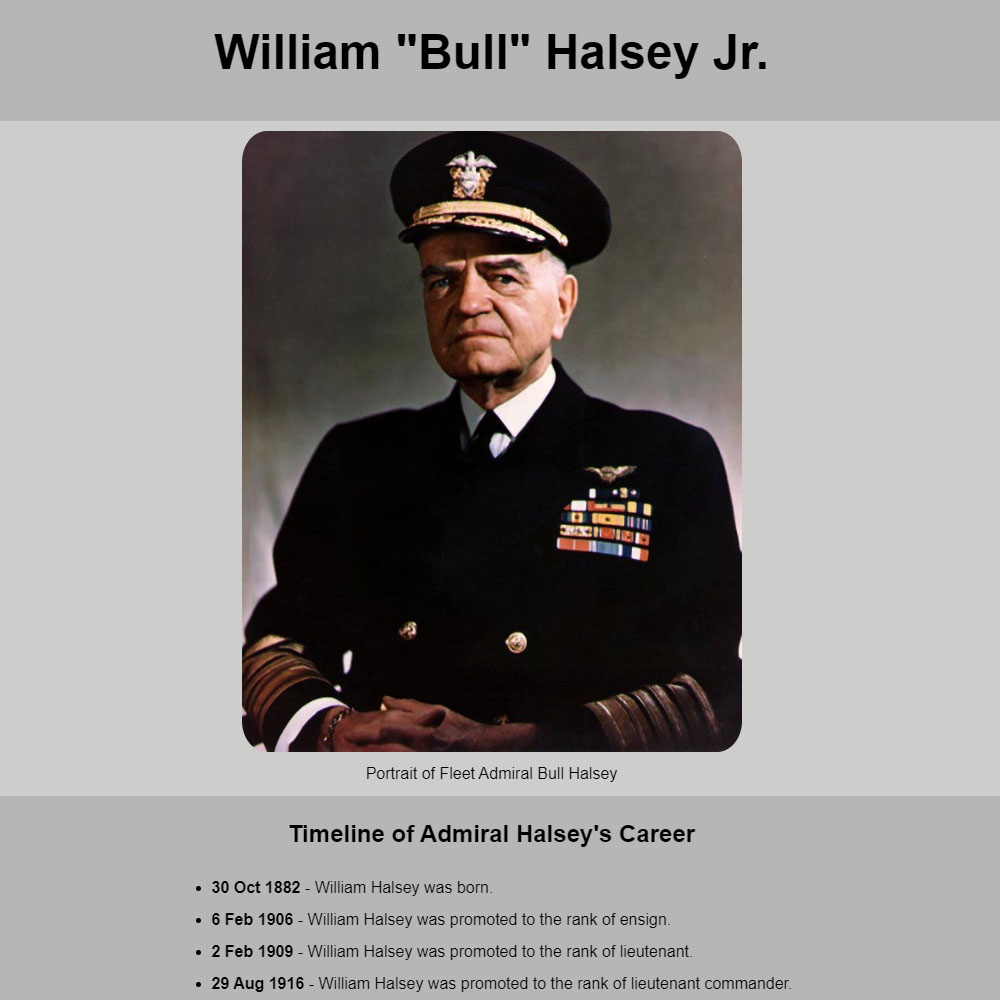 William "Bull" Halsey Jr.
Portrait of Fleet Admiral Bull Halsey
Timeline of Admiral Halsey's Career
• 30 Oct 1882 - William Halsey was born.
• 6 Feb 1906 - William Halsey was promoted to the rank of ensign.
• 2 Feb 1909 - William Halsey was promoted to the rank of lieutenant.
• 29 Aug 1916 - William Halsey was promoted to the rank of lieutenant commander.